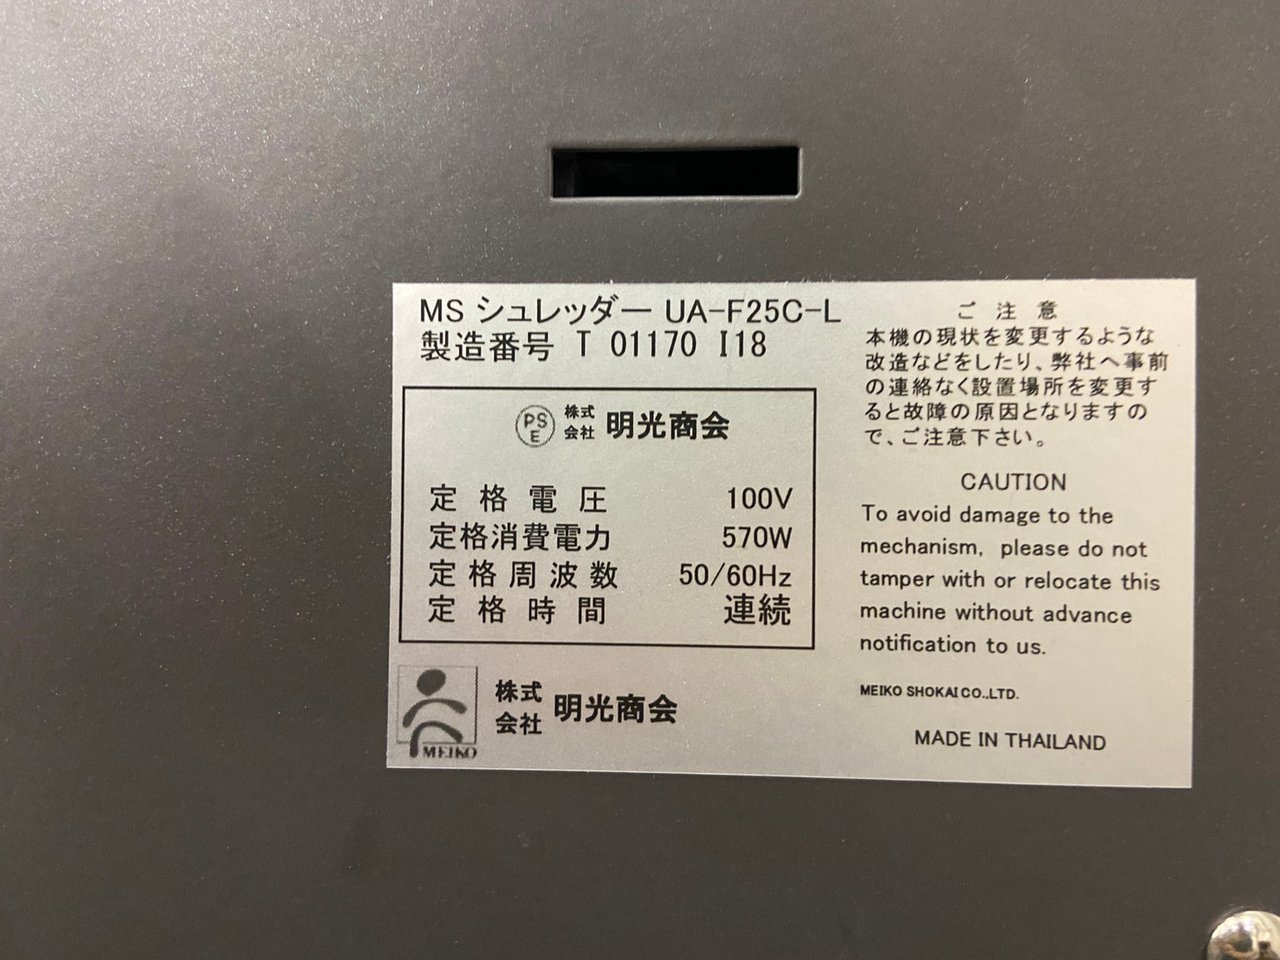 MS シュレッダー UA-F25C-L
製造番号 T 01170 I18
PS
E
株式
会社
明光商会
定格電圧 100V
定格消費電力 570W
定格周波数 50/60Hz
定格時間 連続
MEIKO
株式
会社
明光商会
ご注意
本機の現状を変更するような
改造などをしたり、弊社へ事前
の連絡なく設置場所を変更す
ると故障の原因となりますの
で、ご注意下さい。
CAUTION
To avoid damage to the
mechanism, please do not
tamper with or relocate this
machine without advance
notification to us.
MEIKO SHOKAI CO.,LTD.
MADE IN THAILAND